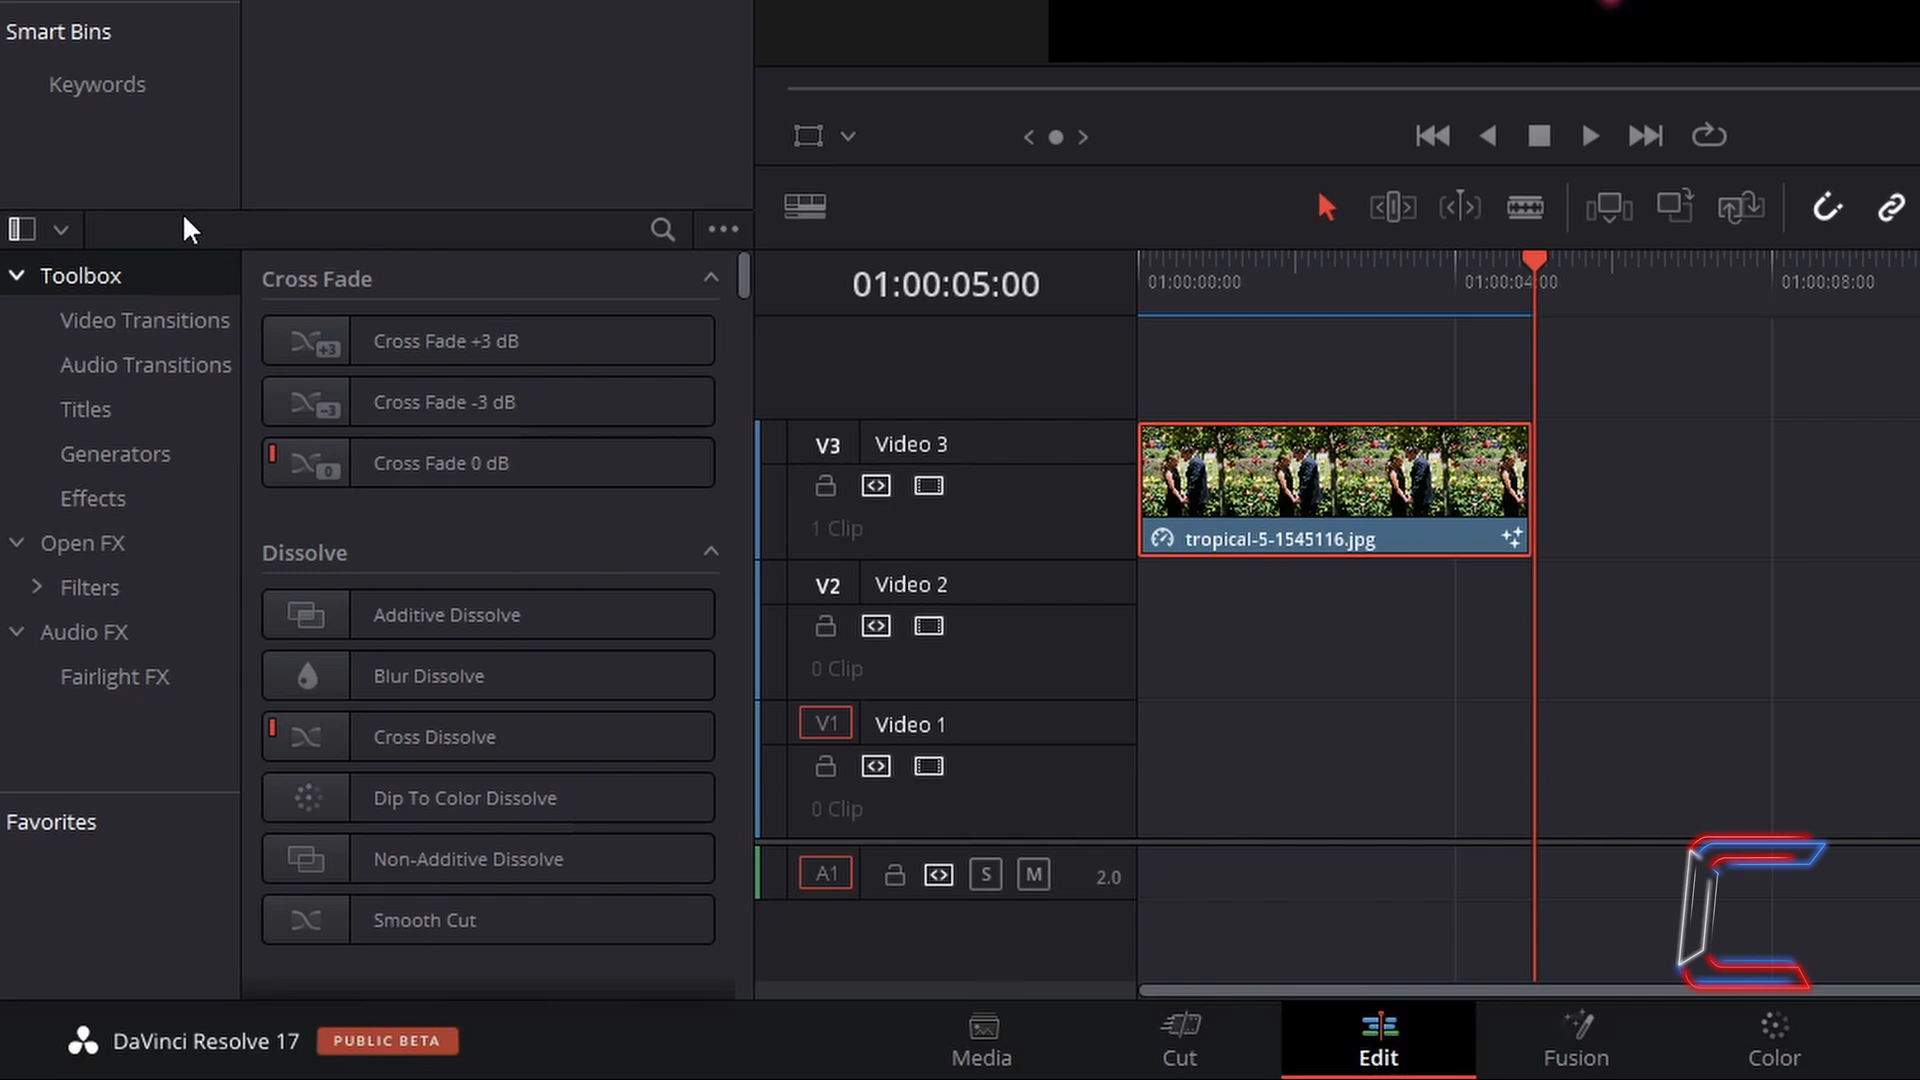 Smart Bins
Keywords
Toolbox
Video Transitions
Audio Transitions
Titles
Generators
Effects
Open FX
Filters
Audio FX
Fairlight FX
Favorites
Cross Fade
+3 Cross Fade +3 dB
-3 Cross Fade -3 dB
0 Cross Fade 0 dB
Dissolve
Additive Dissolve
Blur Dissolve
Cross Dissolve
Dip To Color Dissolve
Non-Additive Dissolve
Smooth Cut
01:00:05:00
01:00:00:00 01:00:04:00 01:00:08:00
V3 Video 3
1 Clip
tropical-5-1545116.jpg
V2 Video 2
0 Clip
V1 Video 1
0 Clip
A1 S M 2.0
DaVinci Resolve 17 PUBLIC BETA
Media Cut Edit Fusion Color